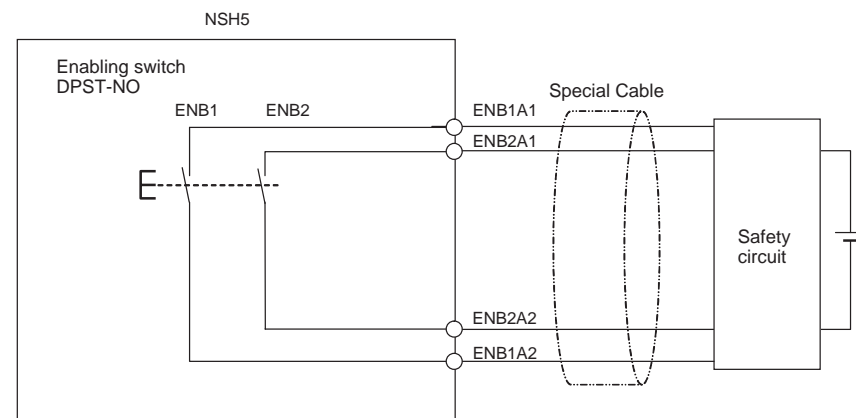 NSH5
Enabling switch
DPST-NO
ENB1
ENB2
Special Cable
ENB1A1
ENB2A1
Safety
circuit
ENB2A2
ENB1A2